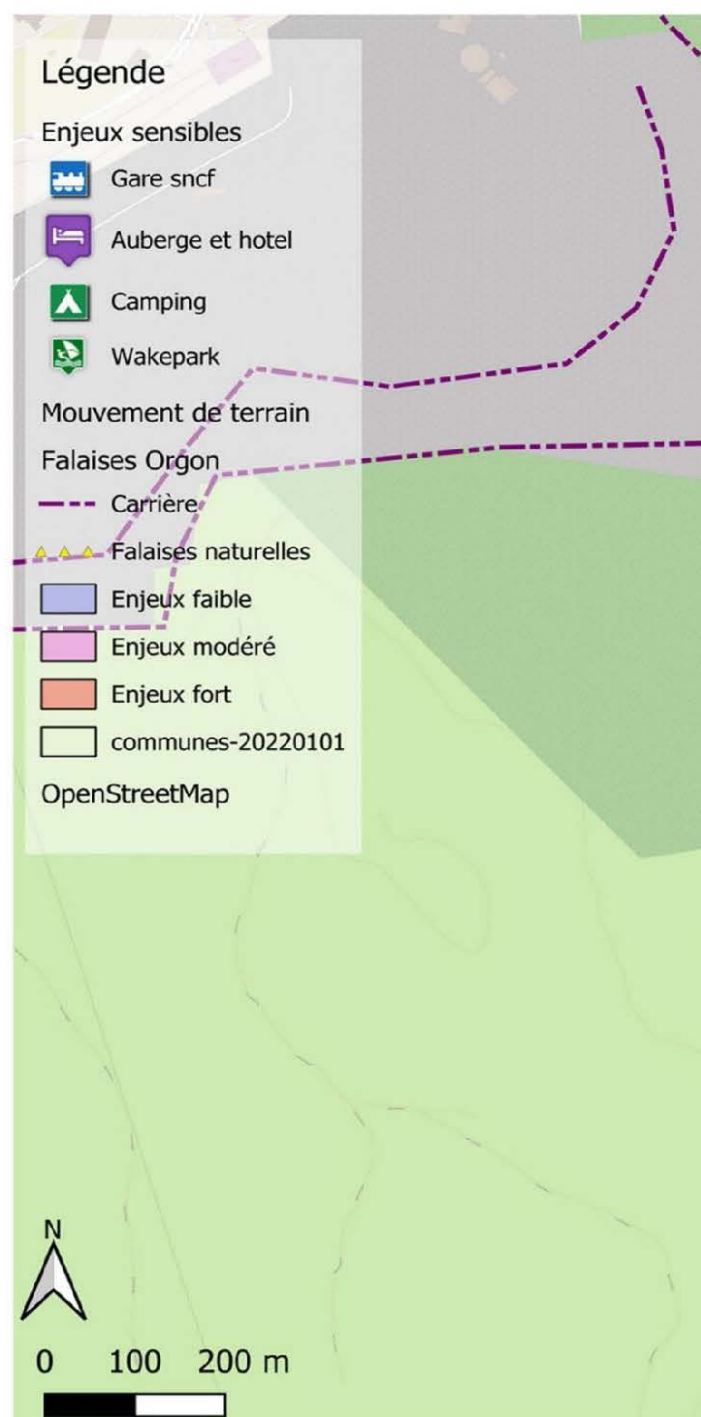 Légende
Enjeux sensibles
Gare sncf
Auberge et hotel
Camping
Wakepark
Mouvement de terrain
Falaises Orgon
Carrière
Falaises naturelles
Enjeux faible
Enjeux modéré
Enjeux fort
communes-20220101
OpenStreetMap
N
0 100 200 m